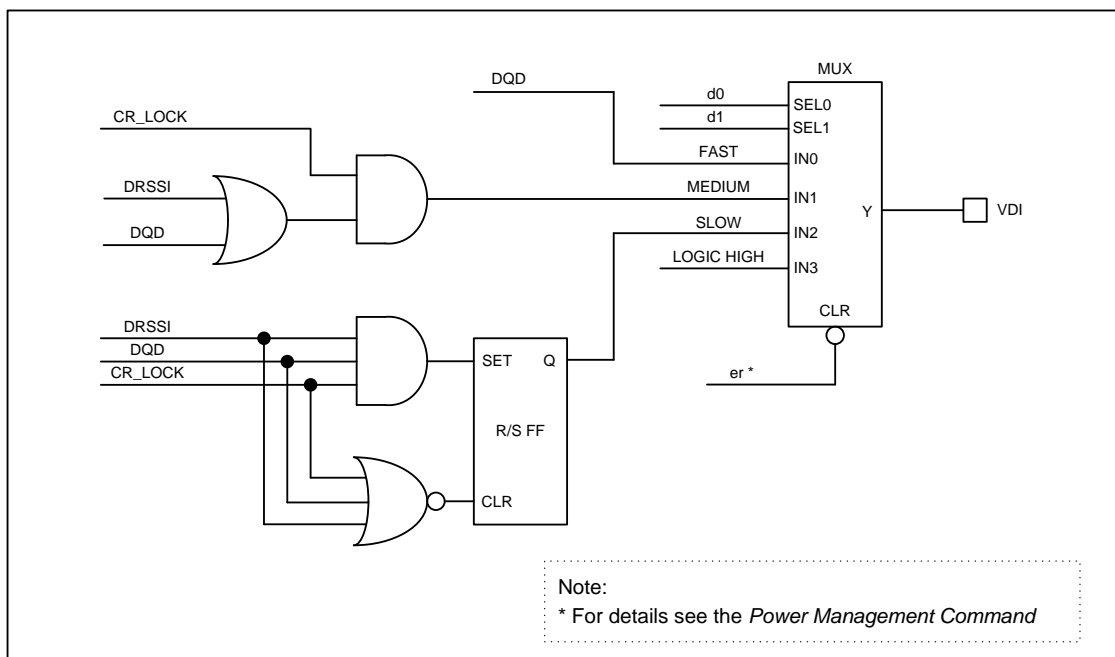 MUX
DQD
d0
SEL0
CR_LOCK
d1
SEL1
FAST
IN0
DRSSI
MEDIUM
IN1
Y
VDI
DQD
SLOW
IN2
LOGIC HIGH
IN3
CLR
DRSSI
DQD
CR_LOCK
SET
Q
er *
R/S FF
CLR
Note:
* For details see the Power Management Command